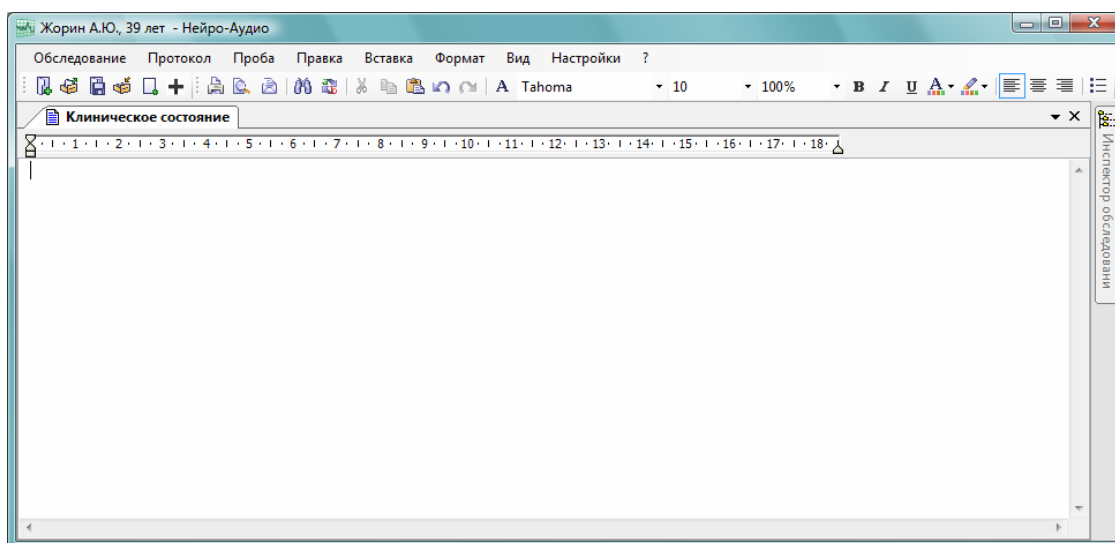 Жорин А.Ю., 39 лет - Нейро-Аудио
Обследование Протокол Проба Правка Вставка Формат Вид Настройки ?
A Tahoma 10 100% B I U A
Клиническое состояние
1 2 3 4 5 6 7 8 9 10 11 12 13 14 15 16 17 18
Инспектор обследовани